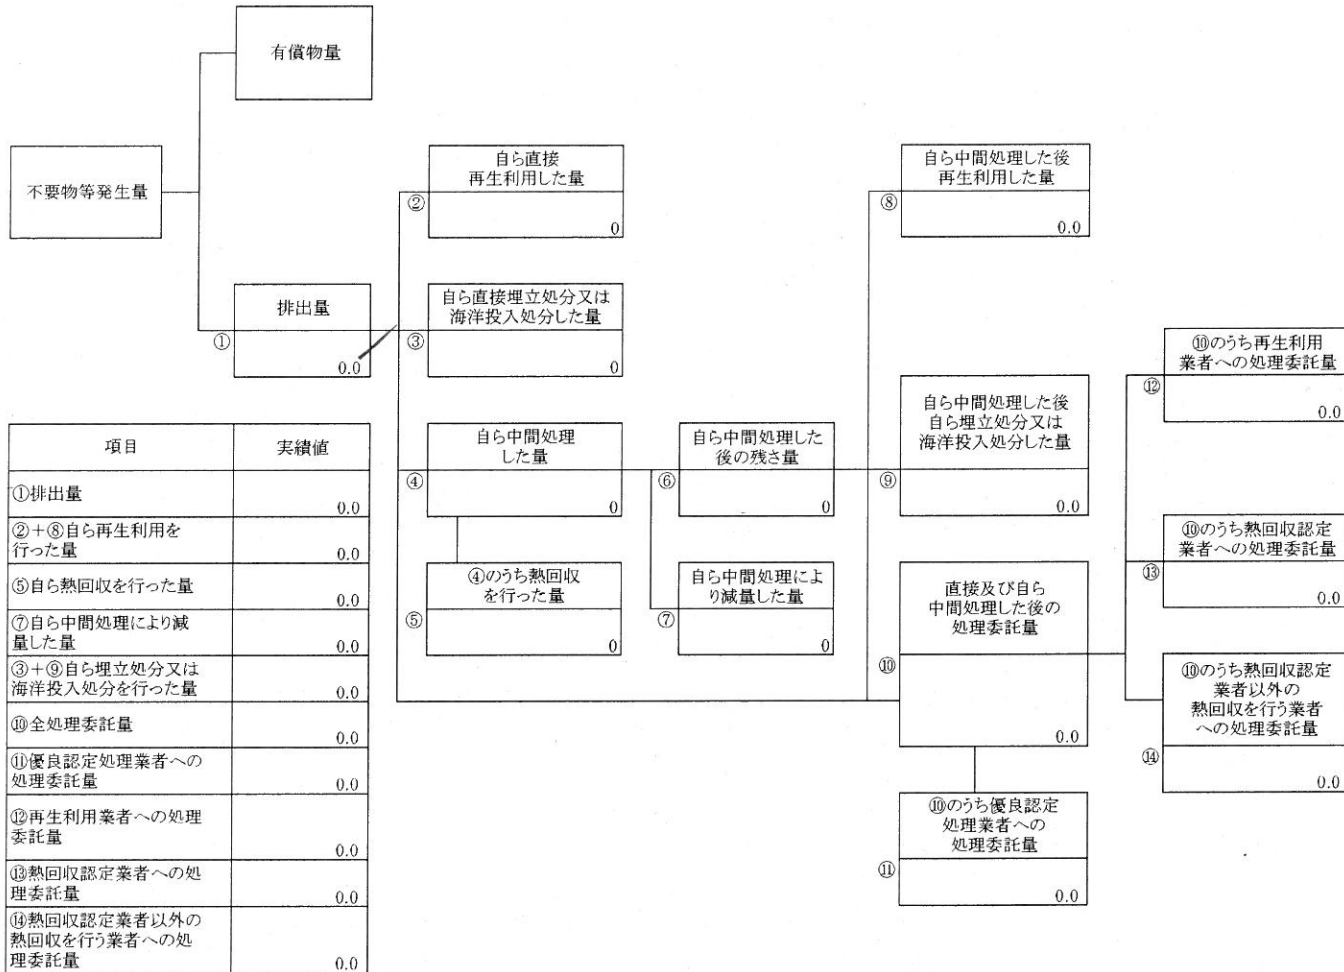 有償物量
不要物等発生量
排出量
①
0.0
自ら直接
再生利用した量
②
0
自ら直接埋立処分又は
海洋投入処分した量
③
0
自ら中間処理
した量
④
0
④のうち熱回収
を行った量
⑤
0
自ら中間処理した
後の残さ量
⑥
0
自ら中間処理によ
り減量した量
⑦
0
自ら中間処理した後
再生利用した量
⑧
0.0
自ら中間処理した後
自ら埋立処分又は
海洋投入処分した量
⑨
0.0
直接及び自ら
中間処理した後の
処理委託量
⑩
0.0
⑩のうち優良認定
処理業者への
処理委託量
⑪
0.0
⑩のうち再生利用
業者への処理委託量
⑫
0.0
⑩のうち熱回収認定
業者への処理委託量
⑬
0.0
⑩のうち熱回収認定
業者以外の
熱回収を行う業者
への処理委託量
⑭
0.0
項目 実績値
①排出量
0.0
②+⑧自ら再生利用を
行った量 0.0
⑤自ら熱回収を行った量
0.0
⑦自ら中間処理により減
量した量 0.0
③+⑨自ら埋立処分又は
海洋投入処分を行った量 0.0
⑩全処理委託量
0.0
⑪優良認定処理業者への
処理委託量 0.0
⑫再生利用業者への処理
委託量
0.0
⑬熱回収認定業者への処
理委託量 0.0
⑭熱回収認定業者以外の
熱回収を行う業者への処
理委託量 0.0